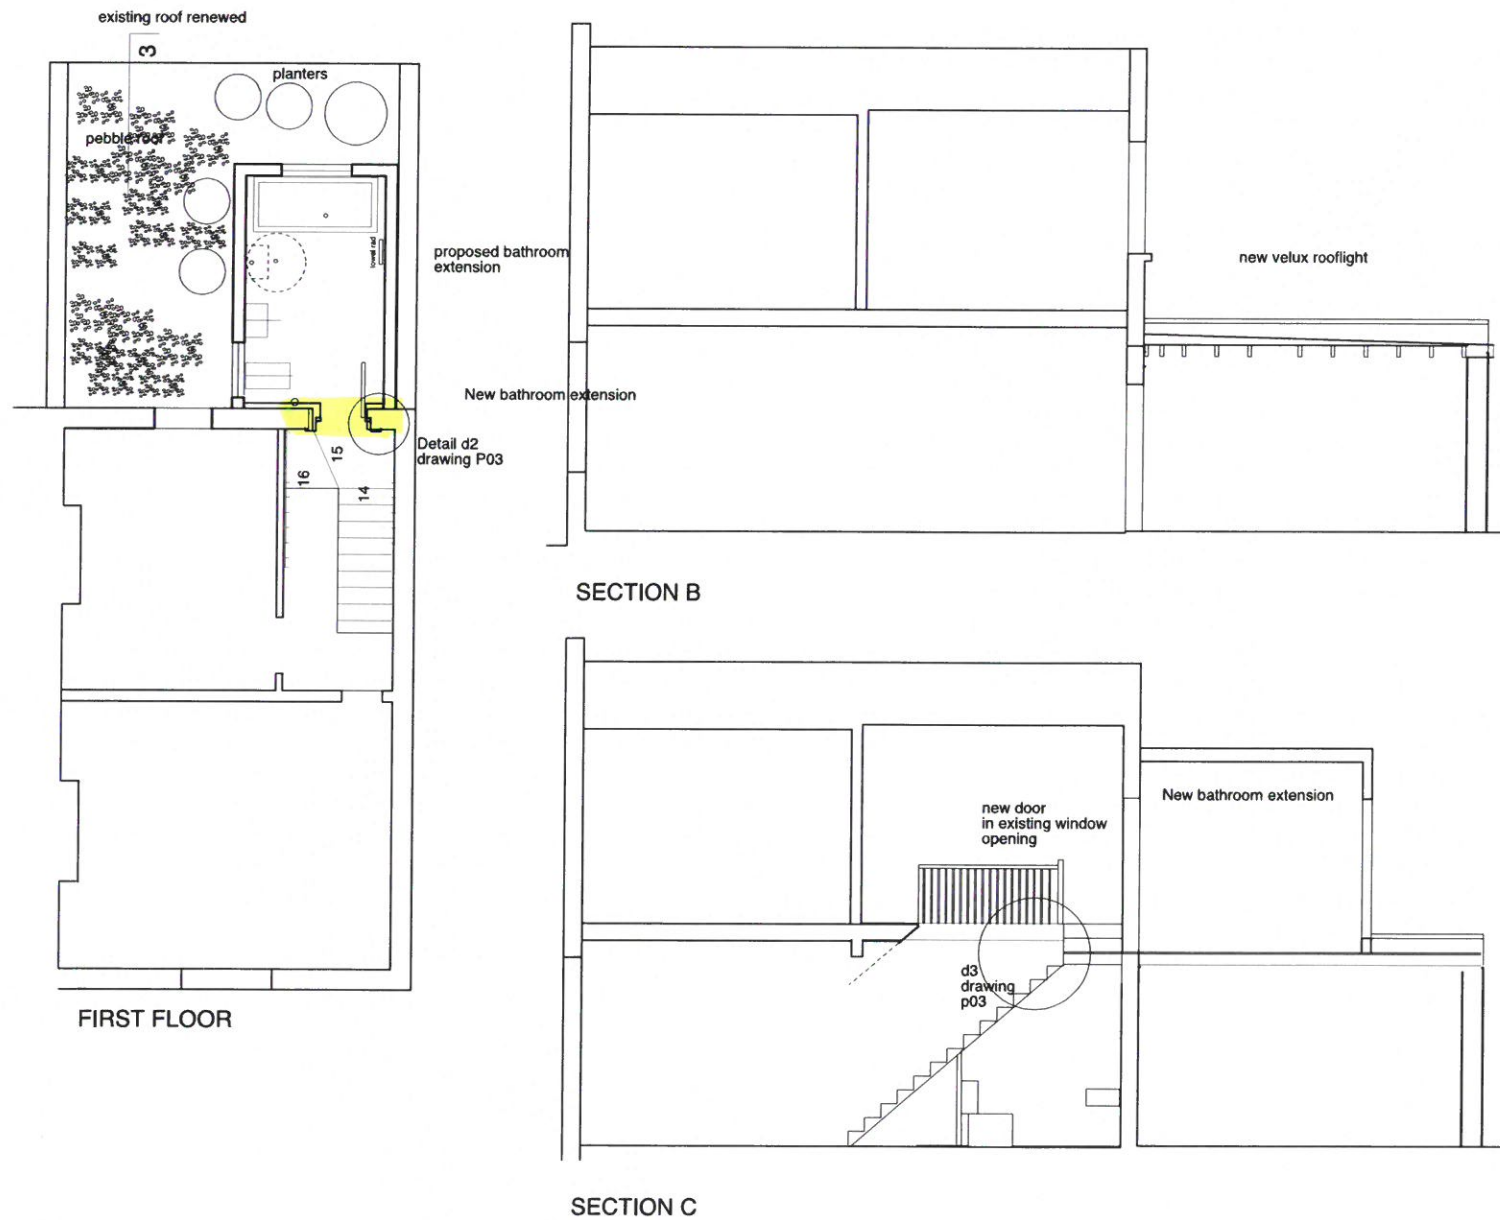 existing roof renewed
3
planters
pebble roof
towel rad
proposed bathroom
extension
New bathroom extension
Detail d2
drawing P03
15
16
14
FIRST FLOOR
new velux rooflight
SECTION B
new door
in existing window
opening
New bathroom extension
d3
drawing
p03
SECTION C